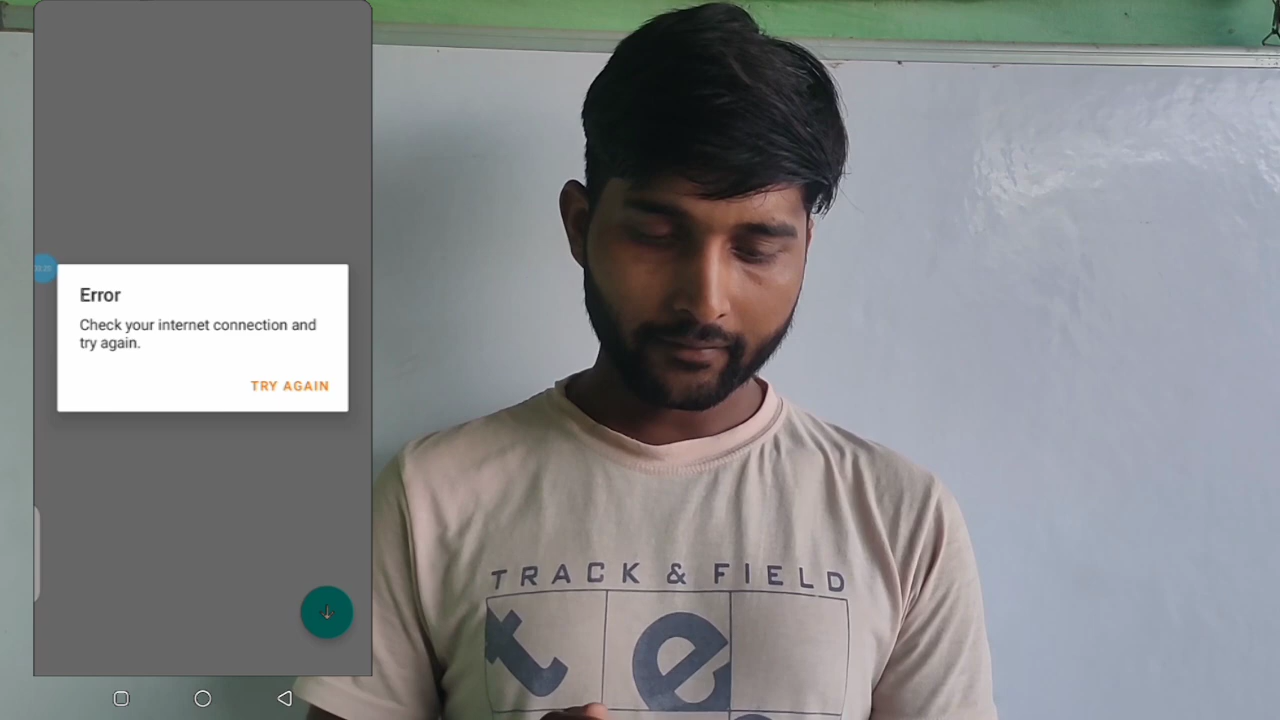 Error
Check your internet connection and
try again.
TRY AGAIN
TRACK & FIELD
t e